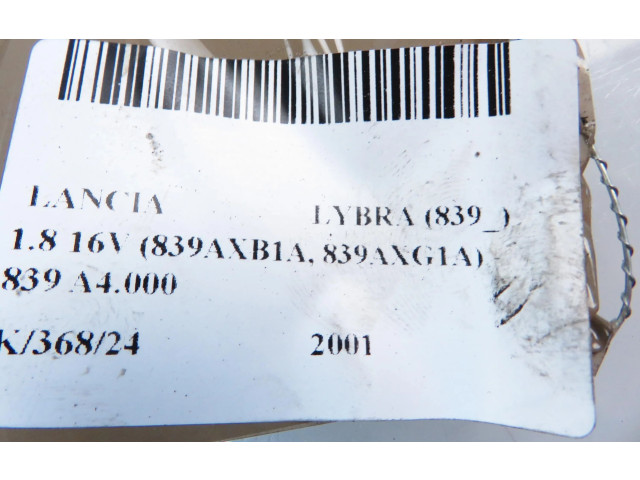 LANCIA LYBRA (839_)
1.8 16V (839AXB1A, 839AXG1A)
839 A4.000
K/368/24 2001